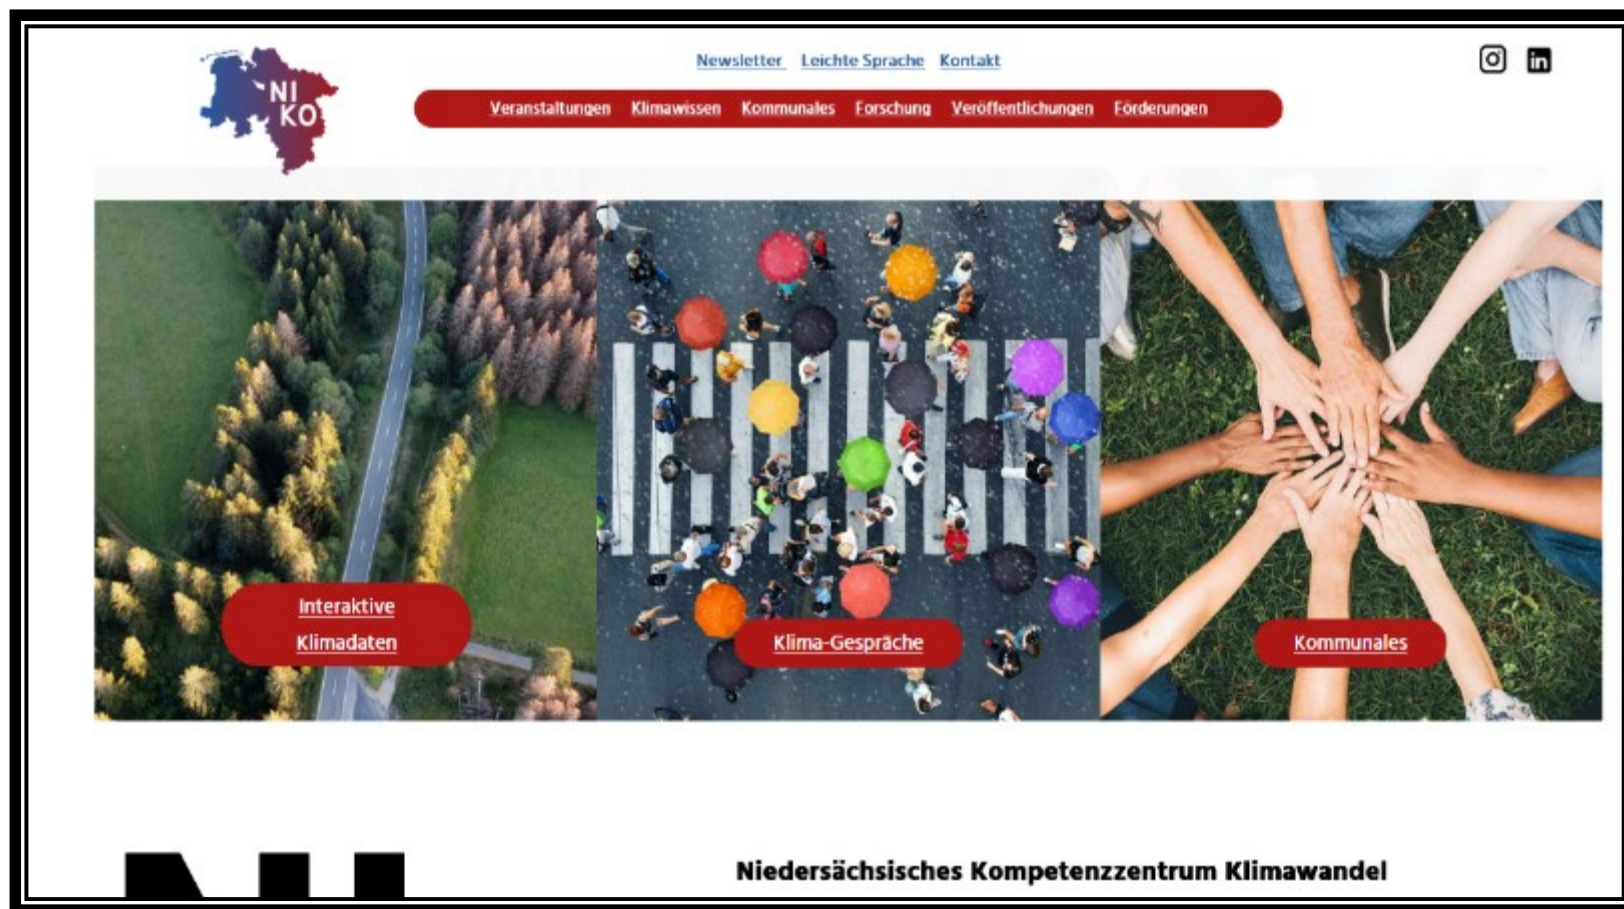 NI
KO
Newsletter Leichte Sprache Kontakt
Veranstaltungen Klimawissen Kommunales Forschung Veröffentlichungen Förderungen
Interaktive
Klimadaten
Klima-Gespräche
Kommunales
Niedersächsisches Kompetenzzentrum Klimawandel